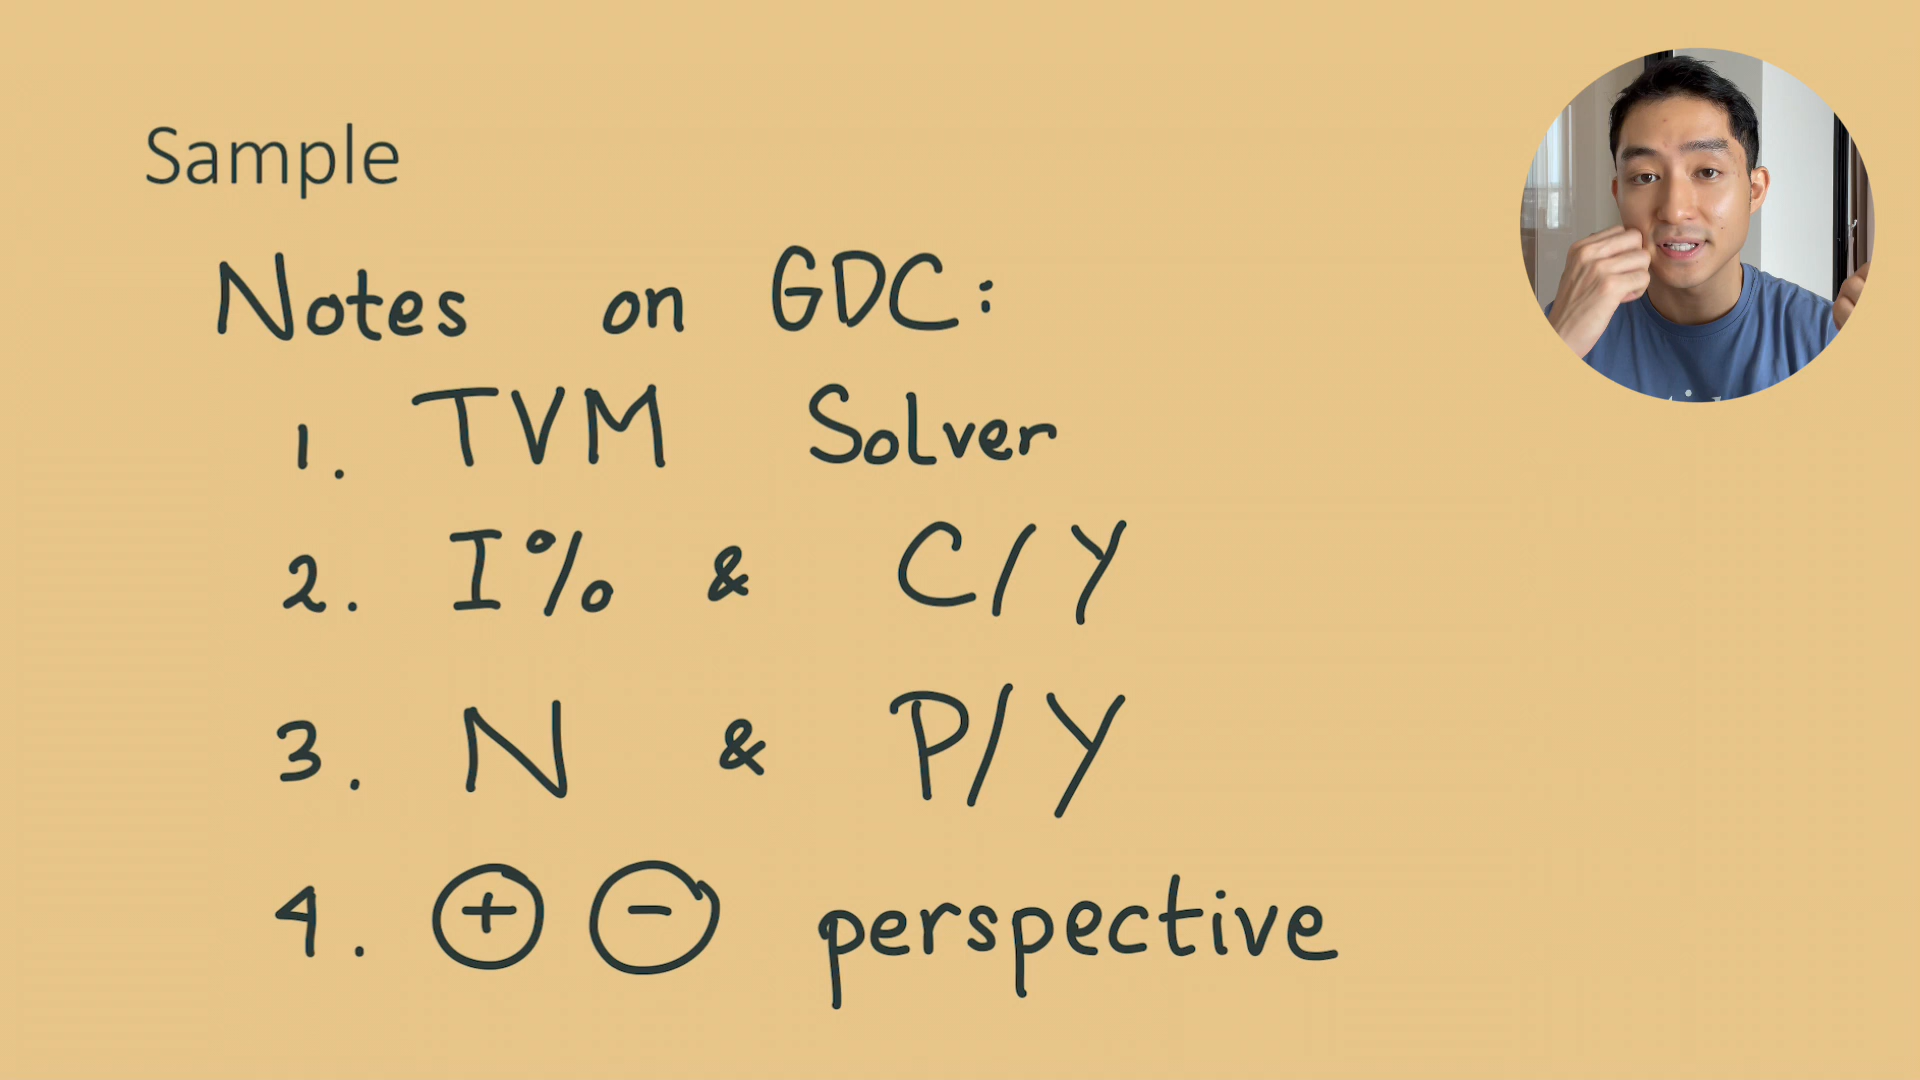 Sample
Notes on GDC:
1. TVM Solver
2. I% & C/Y
3. N & P/Y
4. ⊕ ⊖ perspective